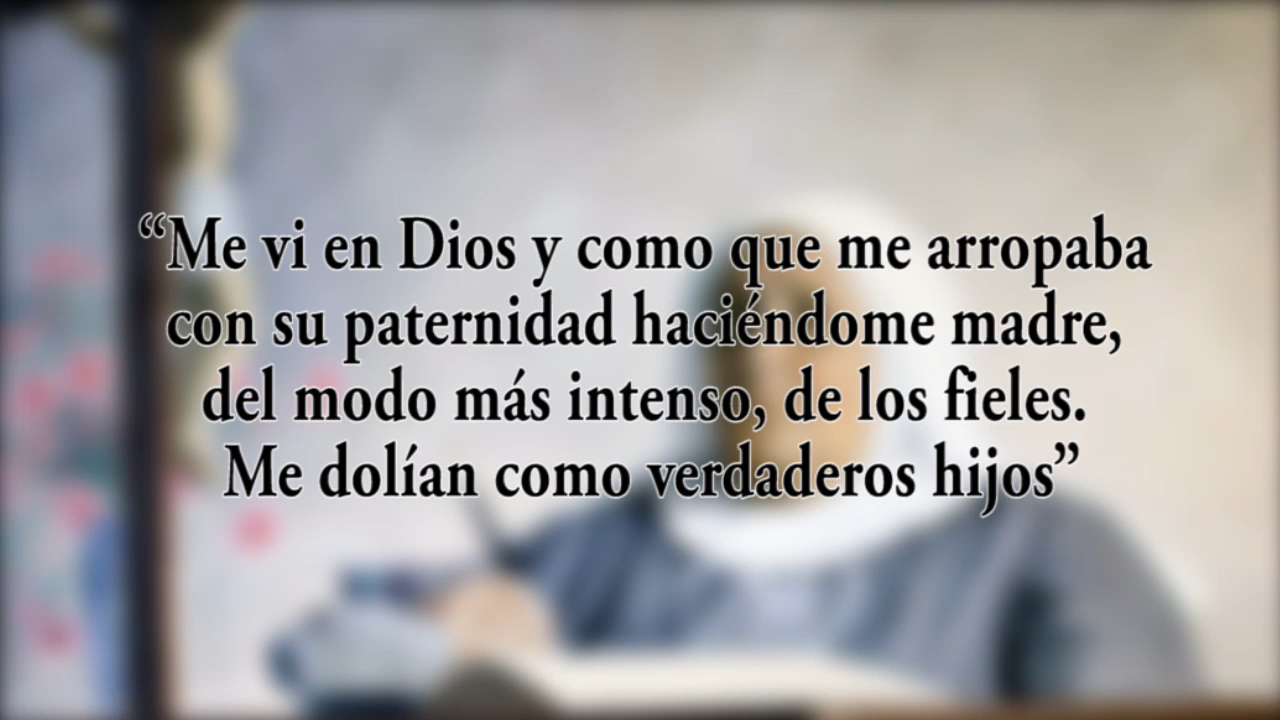 “Me vi en Dios y como que me arropaba
con su paternidad haciéndome madre,
del modo más intenso, de los fieles.
Me dolían como verdaderos hijos”